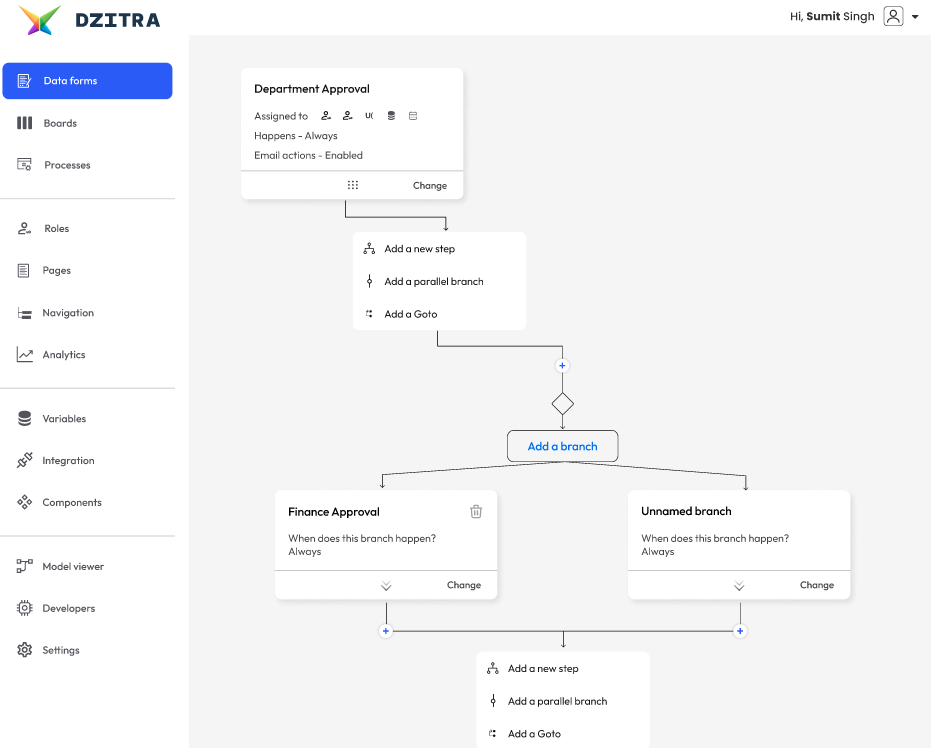 DZITRA
Hi, Sumit Singh
Data forms
Boards
Processes
Roles
Pages
Navigation
Analytics
Variables
Integration
Components
Model viewer
Developers
Settings
Department Approval
Assigned to U(
Happens - Always
Email actions - Enabled
Change
Add a new step
Add a parallel branch
Add a Goto
Add a branch
Finance Approval
When does this branch happen?
Always
Change
Unnamed branch
When does this branch happen?
Always
Change
Add a new step
Add a parallel branch
Add a Goto